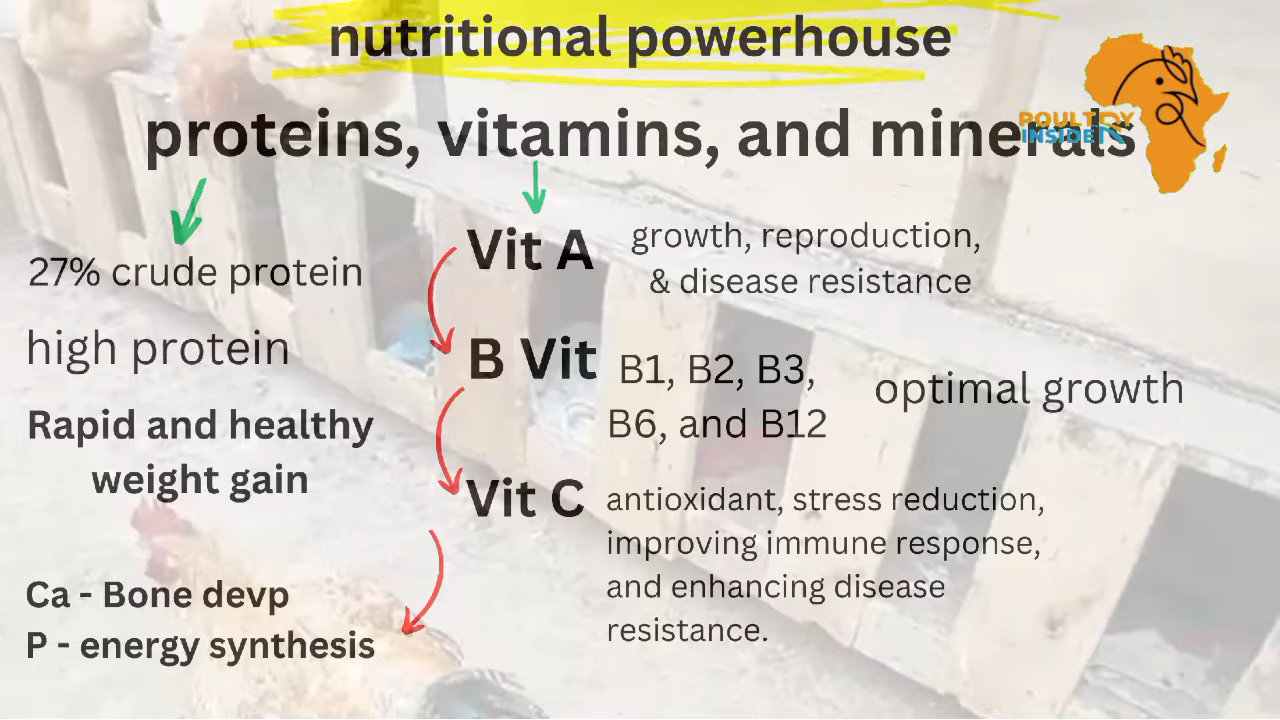 nutritional powerhouse
proteins, vitamins, and minerals
POULTRY
INSIDERS
27% crude protein
high protein
Rapid and healthy
weight gain
Ca - Bone devp
P - energy synthesis
Vit A
growth, reproduction,
& disease resistance
B Vit
B1, B2, B3,
B6, and B12
optimal growth
Vit C
antioxidant, stress reduction,
improving immune response,
and enhancing disease
resistance.